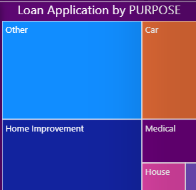 Loan Application by PURPOSE
Other
Car
Home Improvement
Medical
House